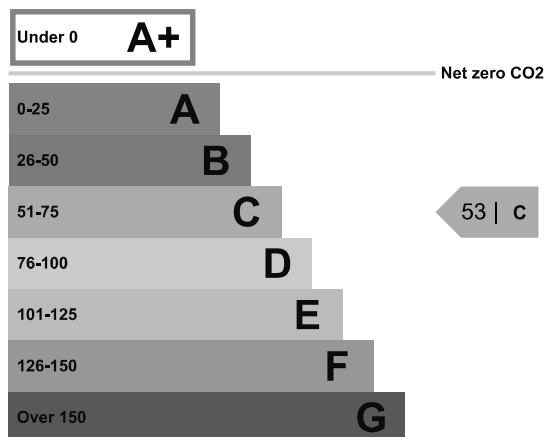 Under 0 A+
Net zero CO2
0-25 A
26-50 B
51-75 C
53 | C
76-100 D
101-125 E
126-150 F
Over 150 G